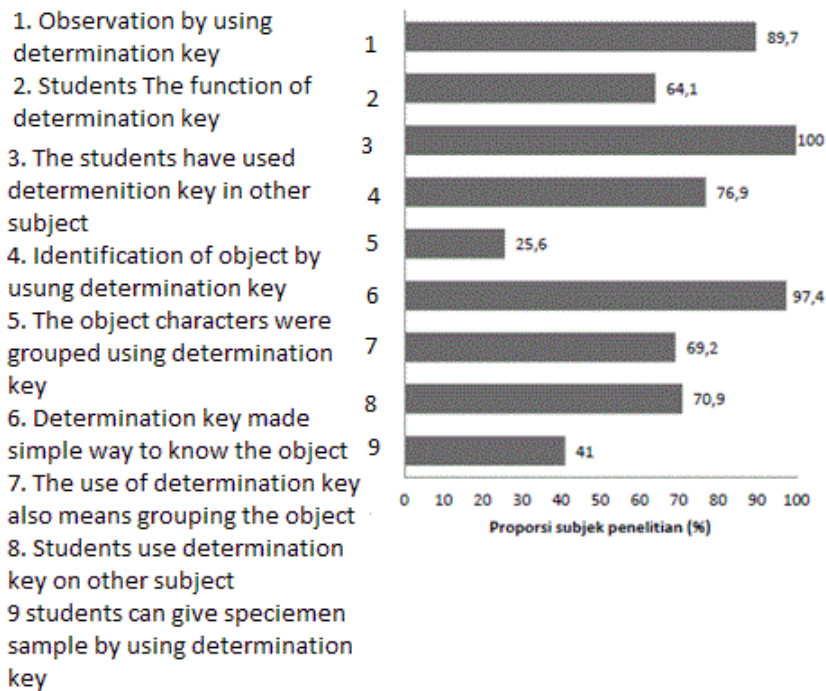 1. Observation by using
determination key
2. Students The function of
determination key
3. The students have used
determenition key in other
subject
4. Identification of object by
usung determination key
5. The object characters were
grouped using determination
key
6. Determination key made
simple way to know the object
7. The use of determination key
also means grouping the object
8. Students use determination
key on other subject
9 students can give speciemen
sample by using determination
key
1 89,7
2 64,1
3 100
4 76,9
5 25,6
6 97,4
7 69,2
8 70,9
9 41
0 10 20 30 40 50 60 70 80 90 100
Proporsi subjek penelitian (%)